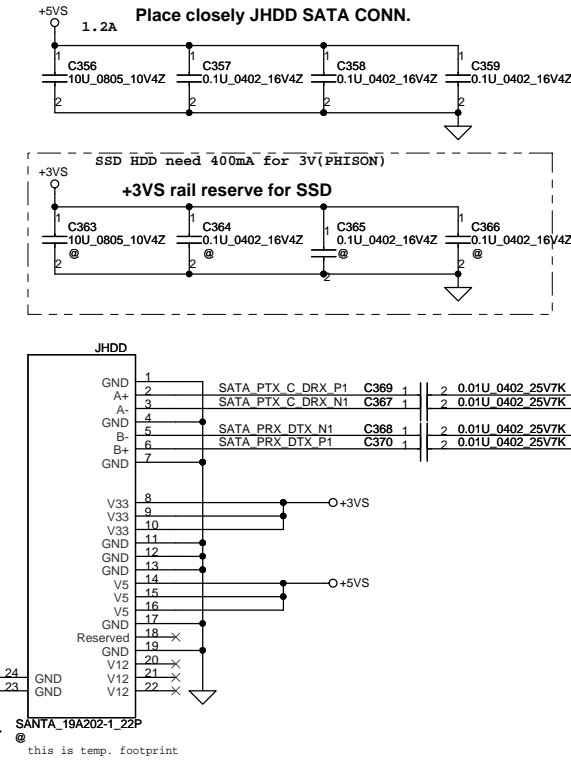 +5VS
Place closely JHDD SATA CONN.
1.2A
1 1 1 1
C356 C357 C358 C359
10U_0805_10V4Z 0.1U_0402_16V4Z 0.1U_0402_16V4Z 0.1U_0402_16V4Z
2 2 2 2
SSD HDD need 400mA for 3V(PHISON)
+3VS
+3VS rail reserve for SSD
1 1 1 1
C363 C364 C365 C366
10U_0805_10V4Z 0.1U_0402_16V4Z 0.1U_0402_16V4Z 0.1U_0402_16V4Z
@ @ @ @
2 2 2 2
JHDD
GND 1
A+ 2 SATA_PTX_C_DRX_P1 C369 1 2 0.01U_0402_25V7K
A- 3 SATA_PTX_C_DRX_N1 C367 1 2 0.01U_0402_25V7K
GND 4
B- 5 SATA_PRX_DTX_N1 C368 1 2 0.01U_0402_25V7K
B+ 6 SATA_PRX_DTX_P1 C370 1 2 0.01U_0402_25V7K
GND 7
V33 8 +3VS
V33 9
V33 10
GND 11
GND 12
GND 13
V5 14 +5VS
V5 15
V5 16
GND 17
Reserved 18
GND 19
V12 20
24 GND V12 21
23 GND V12 22
SANTA_19A202-1_22P
@
this is temp. footprint